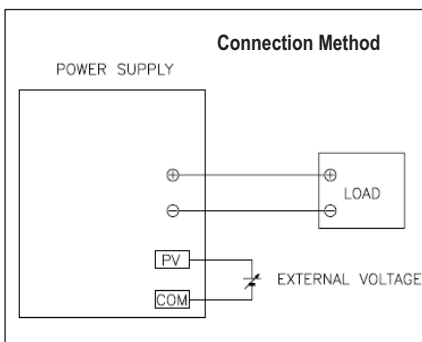 Connection Method
POWER SUPPLY
+ +
LOAD
- -
PV
EXTERNAL VOLTAGE
COM